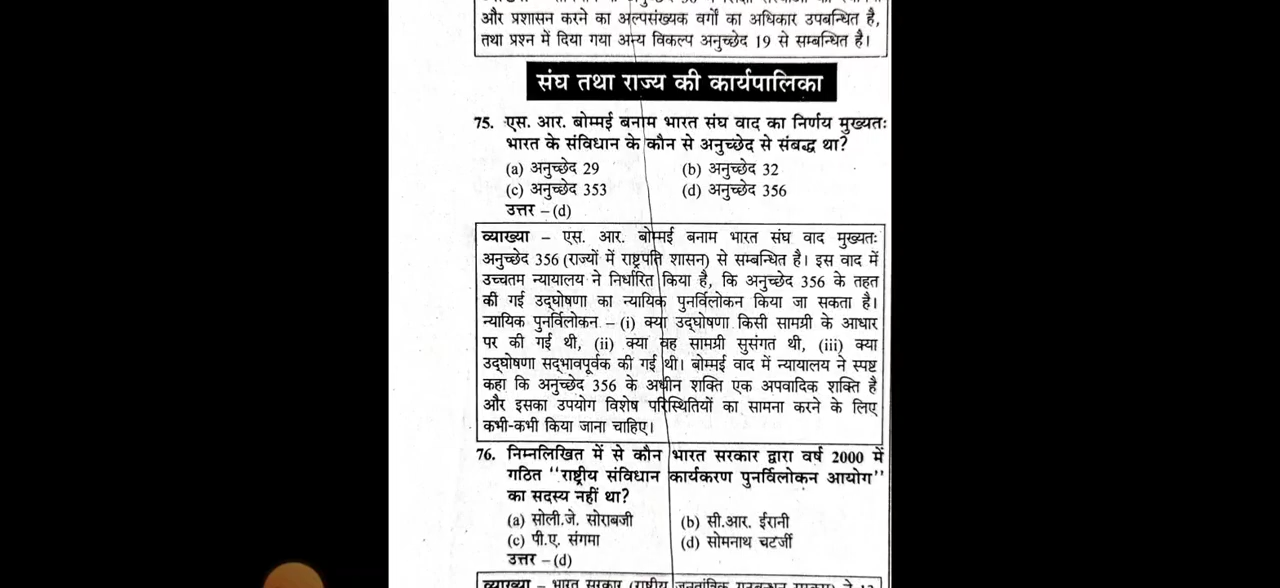 और प्रशासन करने का अल्पसंख्यक वर्गों का अधिकार उपबन्धित है,
तथा प्रश्न में दिया गया अन्य विकल्प अनुच्छेद 19 से सम्बन्धित है।
संघ तथा राज्य की कार्यपालिका
75. एस. आर. बोम्मई बनाम भारत संघ वाद का निर्णय मुख्यतः
भारत के संविधान के कौन से अनुच्छेद से संबद्ध था?
(a) अनुच्छेद 29 (b) अनुच्छेद 32
(c) अनुच्छेद 353 (d) अनुच्छेद 356
उत्तर – (d)
व्याख्या – एस. आर. बोम्मई बनाम भारत संघ वाद मुख्यतः
अनुच्छेद 356 (राज्यों में राष्ट्रपति शासन) से सम्बन्धित है। इस वाद में
उच्चतम न्यायालय ने निर्धारित किया है, कि अनुच्छेद 356 के तहत
की गई उद्घोषणा का न्यायिक पुनर्विलोकन किया जा सकता है।
न्यायिक पुनर्विलोकन – (i) क्या उद्घोषणा किसी सामग्री के आधार
पर की गई थी, (ii) क्या वह सामग्री सुसंगत थी, (iii) क्या
उद्घोषणा सद्भावपूर्वक की गई थी। बोम्मई वाद में न्यायालय ने स्पष्ट
कहा कि अनुच्छेद 356 के अधीन शक्ति एक अपवादिक शक्ति है
और इसका उपयोग विशेष परिस्थितियों का सामना करने के लिए
कभी-कभी किया जाना चाहिए।
76. निम्नलिखित में से कौन भारत सरकार द्वारा वर्ष 2000 में
गठित ‘‘राष्ट्रीय संविधान कार्यकरण पुनर्विलोकन आयोग’’
का सदस्य नहीं था?
(a) सोली.जे. सोराबजी (b) सी.आर. ईरानी
(c) पी.ए. संगमा (d) सोमनाथ चटर्जी
उत्तर – (d)
व्याख्या – भारत सरकार